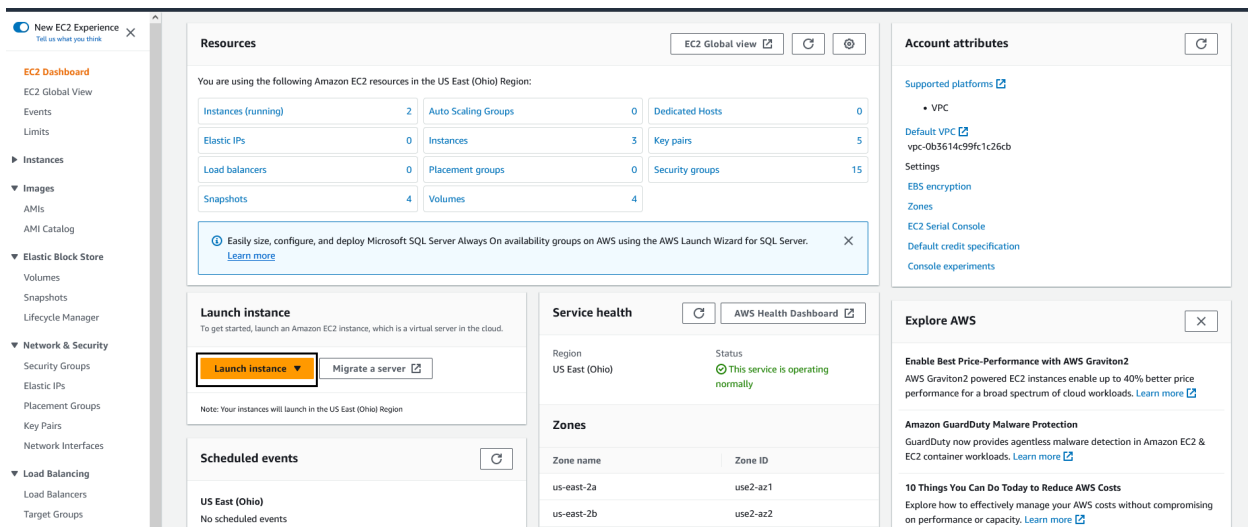 New EC2 Experience
Tell us what you think
EC2 Dashboard
EC2 Global View
Events
Limits
Instances
Images
AMIs
AMI Catalog
Elastic Block Store
Volumes
Snapshots
Lifecycle Manager
Network & Security
Security Groups
Elastic IPs
Placement Groups
Key Pairs
Network Interfaces
Load Balancing
Load Balancers
Target Groups
Resources
EC2 Global view
You are using the following Amazon EC2 resources in the US East (Ohio) Region:
Instances (running) 2 Auto Scaling Groups 0 Dedicated Hosts 0
Elastic IPs 0 Instances 3 Key pairs 5
Load balancers 0 Placement groups 0 Security groups 15
Snapshots 4 Volumes 4
Easily size, configure, and deploy Microsoft SQL Server Always On availability groups on AWS using the AWS Launch Wizard for SQL Server.
Learn more
Launch instance
To get started, launch an Amazon EC2 instance, which is a virtual server in the cloud.
Launch instance Migrate a server
Note: Your instances will launch in the US East (Ohio) Region
Scheduled events
US East (Ohio)
No scheduled events
Service health AWS Health Dashboard
Region Status
US East (Ohio) This service is operating
normally
Zones
Zone name Zone ID
us-east-2a use2-az1
us-east-2b use2-az2
Account attributes
Supported platforms
• VPC
Default VPC
vpc-0b3614c99fc1c26cb
Settings
EBS encryption
Zones
EC2 Serial Console
Default credit specification
Console experiments
Explore AWS
Enable Best Price-Performance with AWS Graviton2
AWS Graviton2 powered EC2 instances enable up to 40% better price
performance for a broad spectrum of cloud workloads. Learn more
Amazon GuardDuty Malware Protection
GuardDuty now provides agentless malware detection in Amazon EC2 &
EC2 container workloads. Learn more
10 Things You Can Do Today to Reduce AWS Costs
Explore how to effectively manage your AWS costs without compromising
on performance or capacity. Learn more